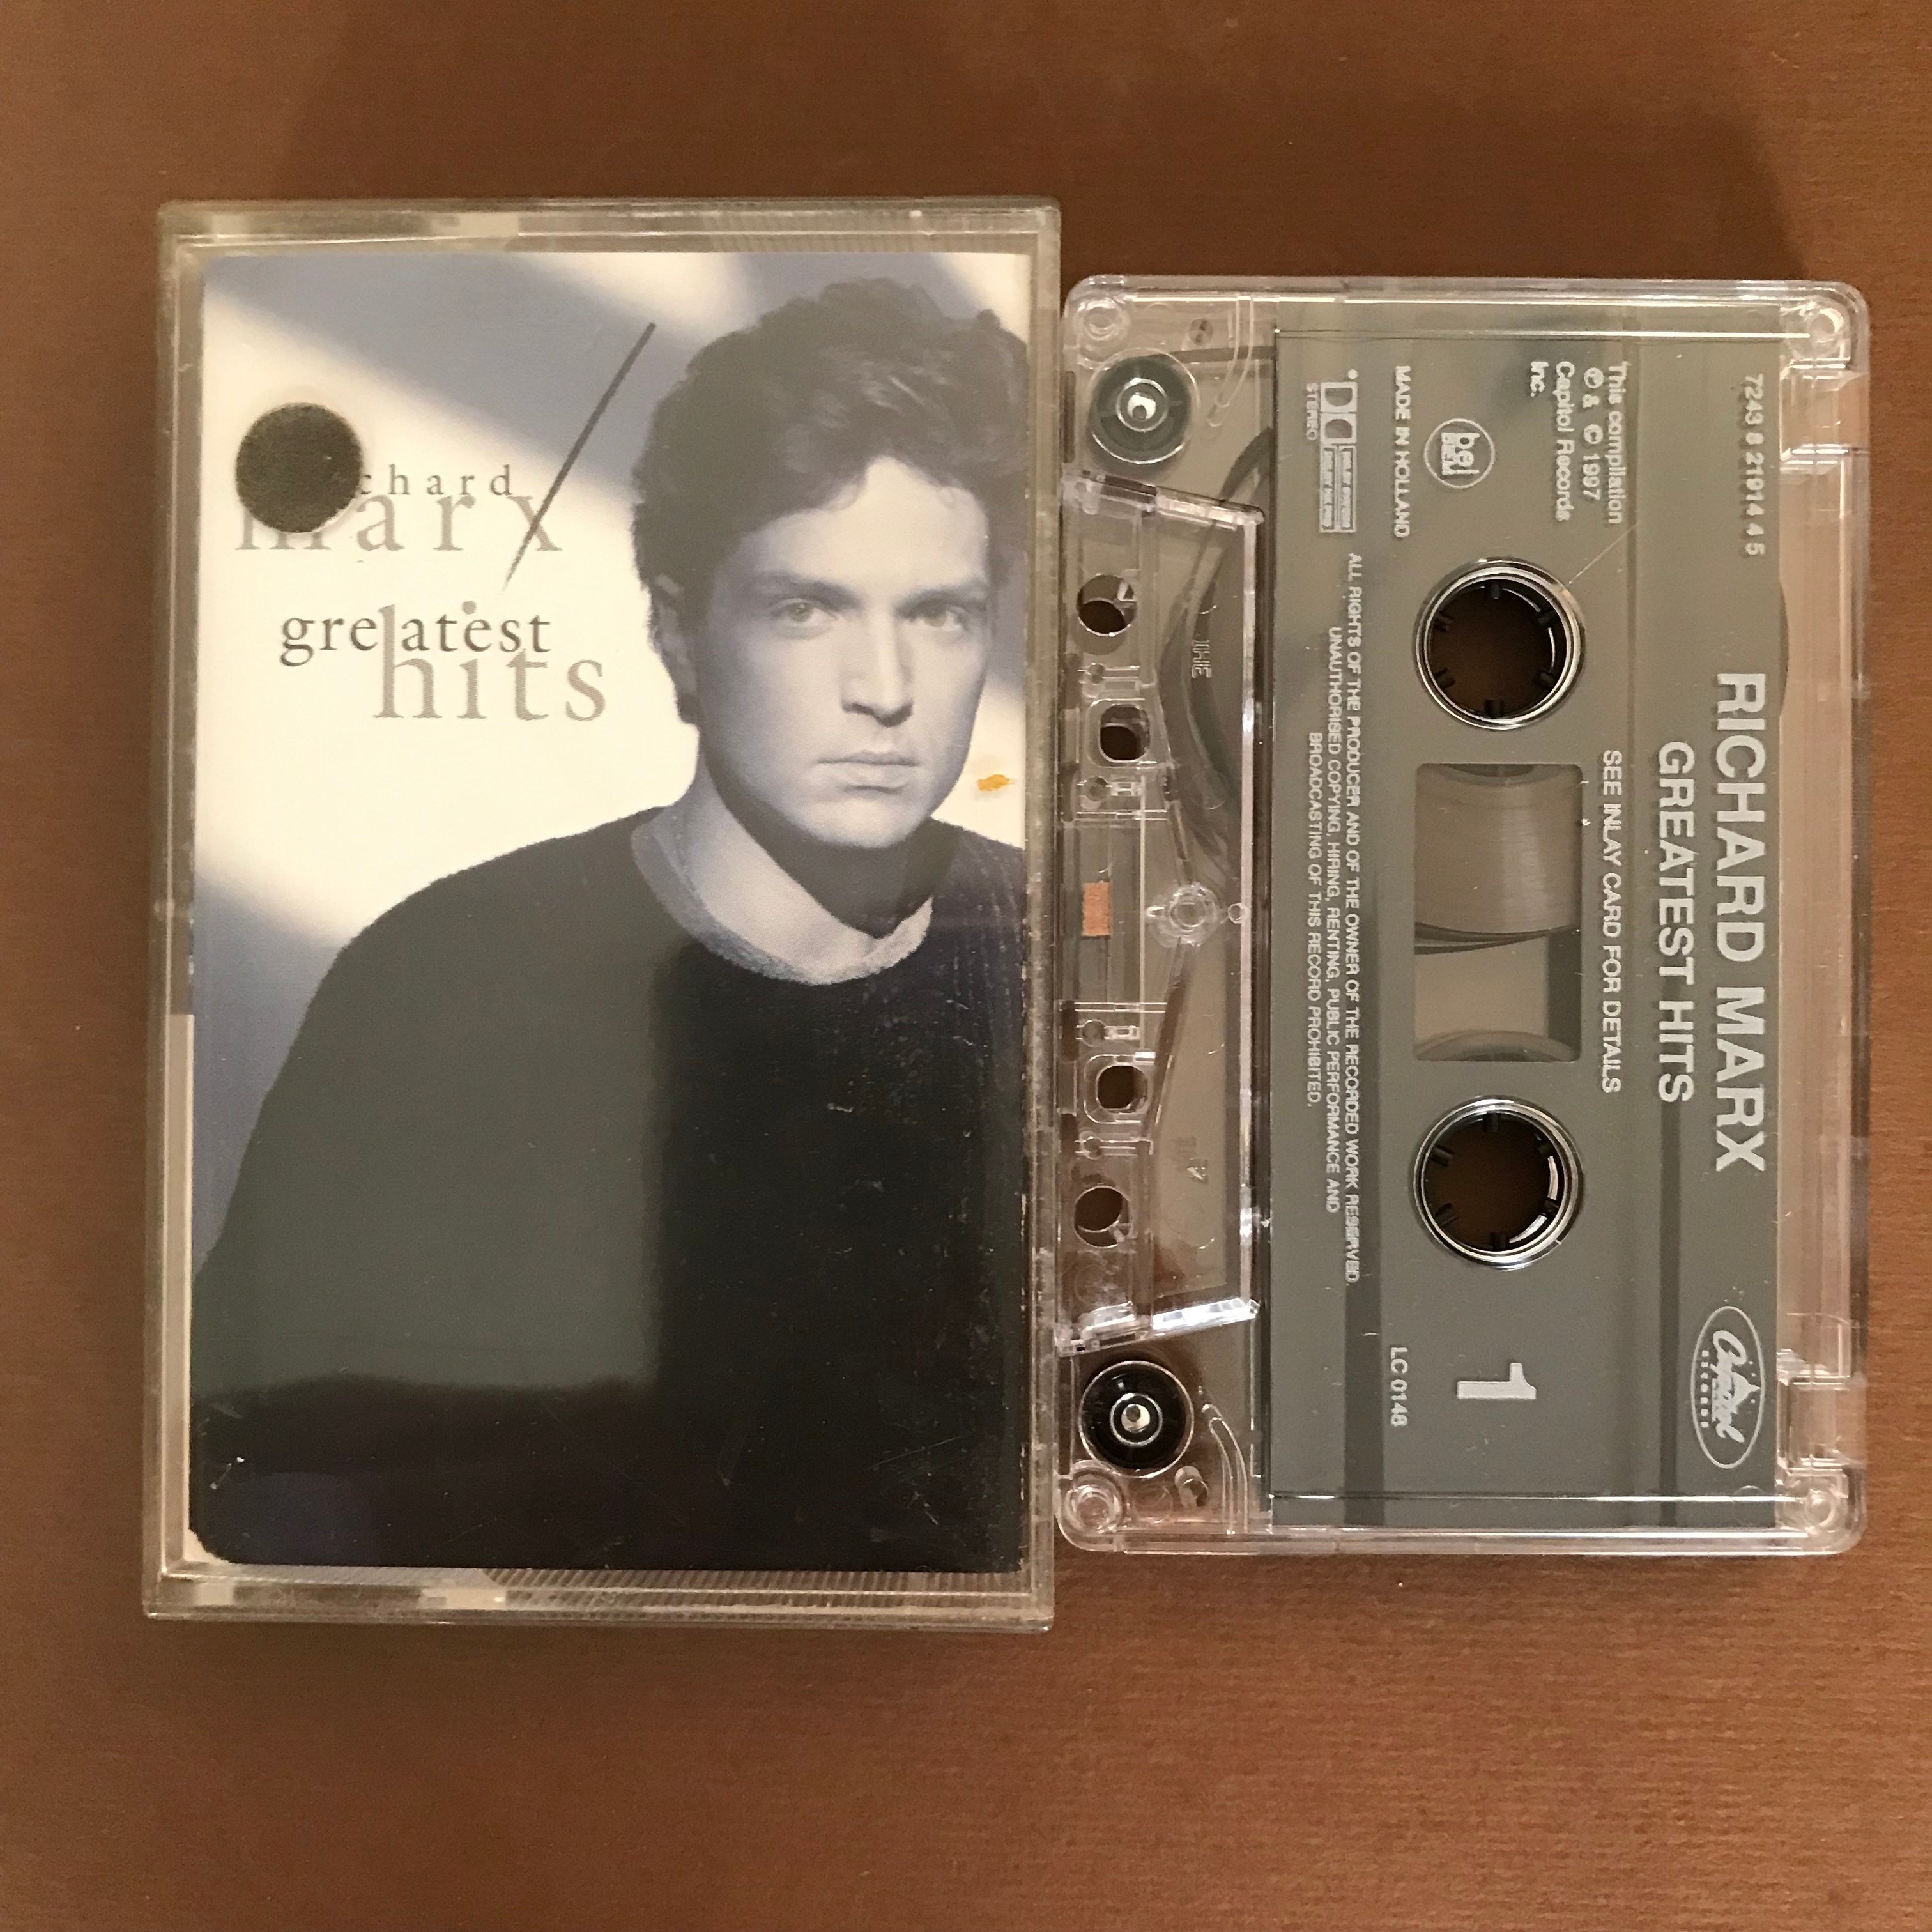 chard
marx
greatest
hits
7243 8 21914 4 5
RICHARD MARX
GREATEST HITS
Capitol
RECORDS
This compilation
℗ & © 1997
Capitol Records
Inc.
SEE INLAY CARD FOR DETAILS
bel
BIEM
1
MADE IN HOLLAND
LC 0148
STEREO
ALL RIGHTS OF THE PRODUCER AND OF THE OWNER OF THE RECORDED WORK RESERVED.
UNAUTHORISED COPYING, HIRING, RENTING, PUBLIC PERFORMANCE AND
BROADCASTING OF THIS RECORD PROHIBITED.